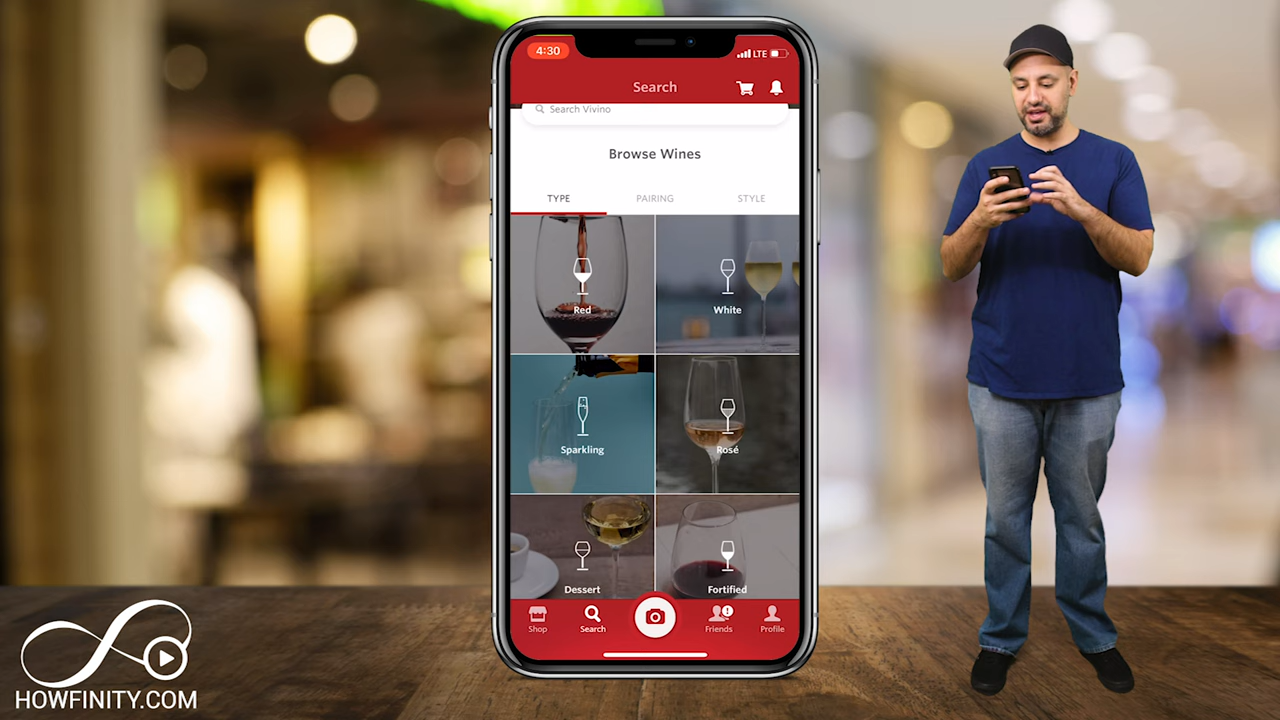 4:30
LTE
Search
Search Vivino
Browse Wines
TYPE
PAIRING
STYLE
Red
White
Sparkling
Rosé
Dessert
Fortified
Shop
Search
Friends
Profile
HOWFINITY.COM